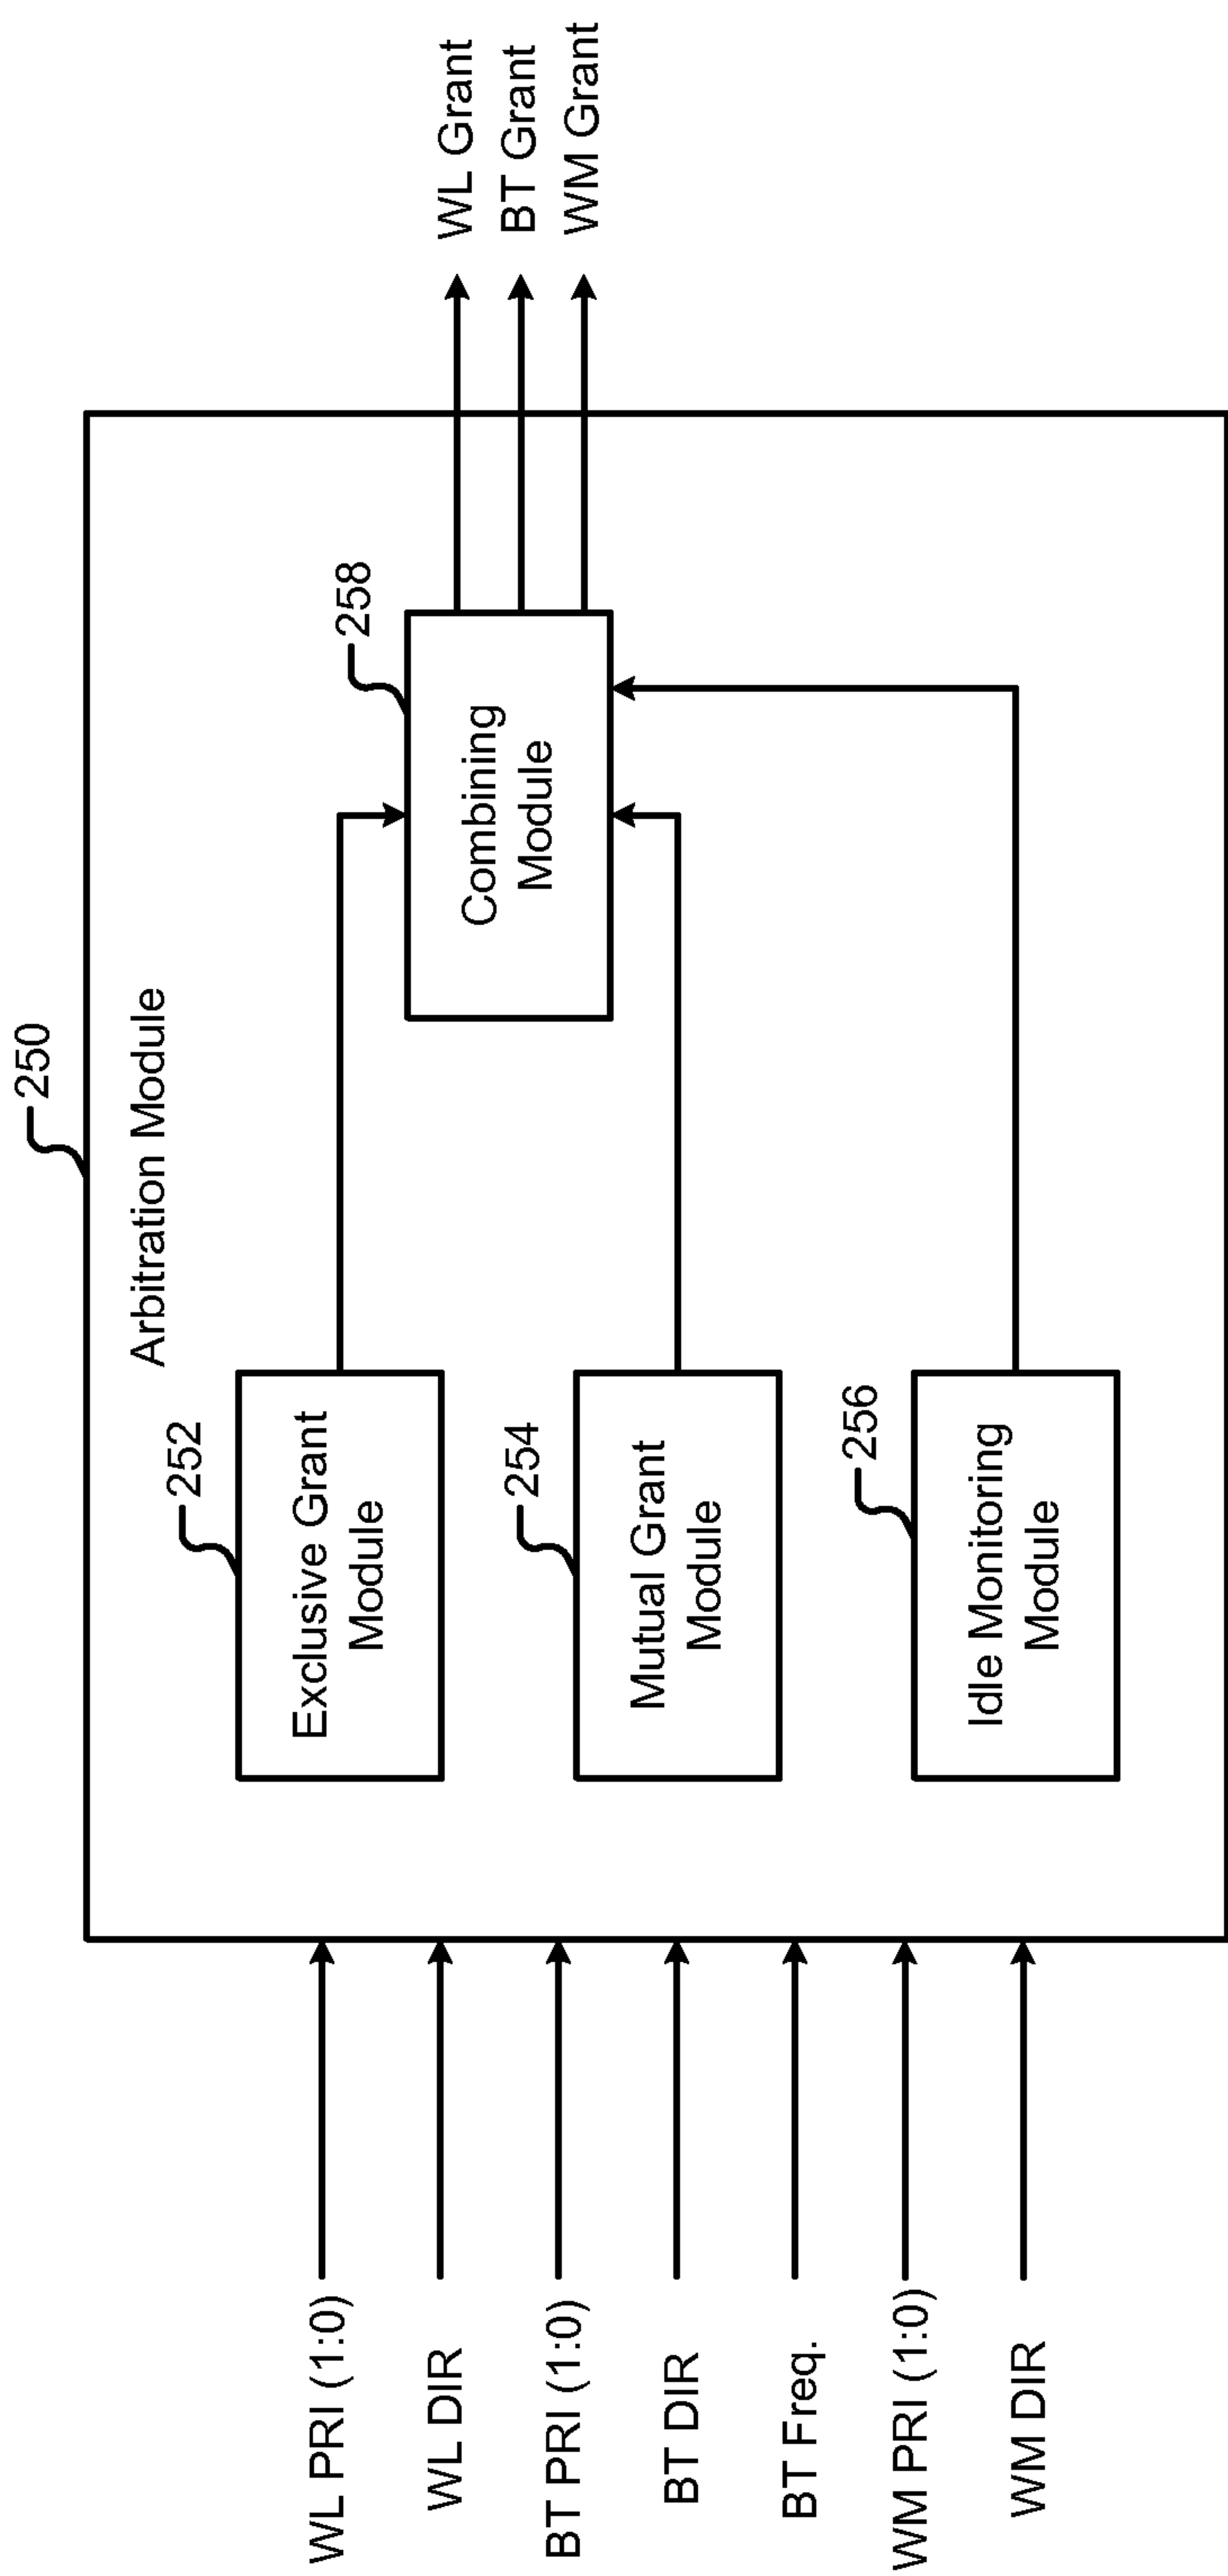 250
Arbitration Module
WL PRI (1:0)
WL DIR
BT PRI (1:0)
BT DIR
BT Freq.
WM PRI (1:0)
WM DIR
252
Exclusive Grant
Module
254
Mutual Grant
Module
256
Idle Monitoring
Module
258
Combining
Module
WL Grant
BT Grant
WM Grant